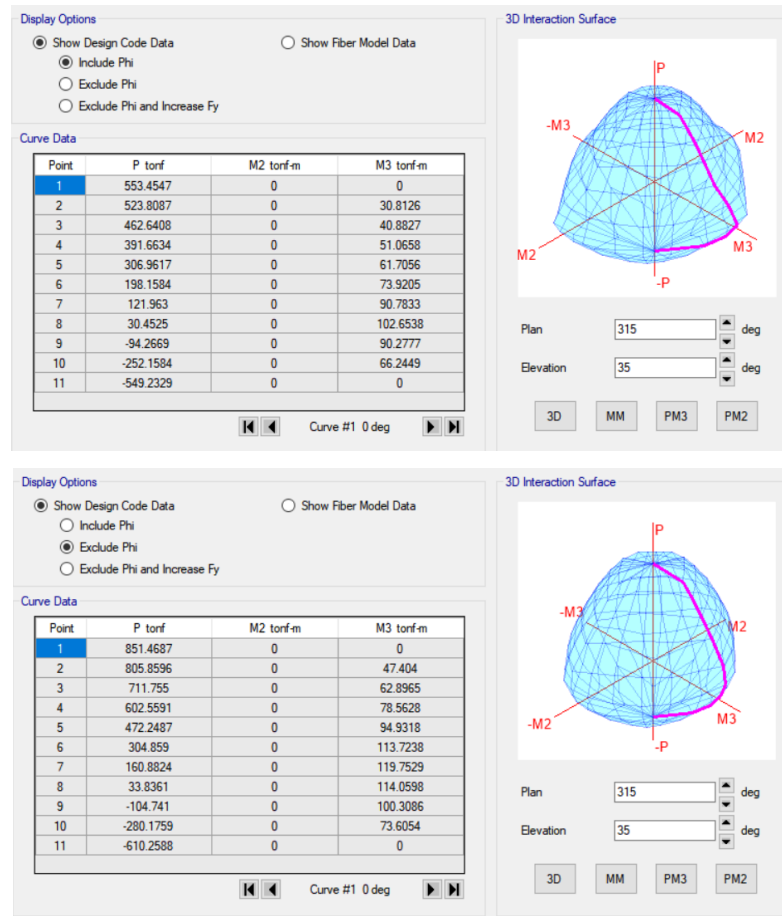 Display Options
Show Design Code Data
Show Fiber Model Data
Include Phi
Exclude Phi
Exclude Phi and Increase Fy
Curve Data
Point P tonf M2 tonf-m M3 tonf-m
1 553.4547 0 0
2 523.8087 0 30.8126
3 462.6408 0 40.8827
4 391.6634 0 51.0658
5 306.9617 0 61.7056
6 198.1584 0 73.9205
7 121.963 0 90.7833
8 30.4525 0 102.6538
9 -94.2669 0 90.2777
10 -252.1584 0 66.2449
11 -549.2329 0 0
Curve #1 0 deg
3D Interaction Surface
P
-M3
M2
M2
M3
-P
Plan 315 deg
Elevation 35 deg
3D MM PM3 PM2
Display Options
Show Design Code Data
Show Fiber Model Data
Include Phi
Exclude Phi
Exclude Phi and Increase Fy
Curve Data
Point P tonf M2 tonf-m M3 tonf-m
1 851.4687 0 0
2 805.8596 0 47.404
3 711.755 0 62.8965
4 602.5591 0 78.5628
5 472.2487 0 94.9318
6 304.859 0 113.7238
7 160.8824 0 119.7529
8 33.8361 0 114.0598
9 -104.741 0 100.3086
10 -280.1759 0 73.6054
11 -610.2588 0 0
Curve #1 0 deg
3D Interaction Surface
P
-M3
M2
-M2
M3
-P
Plan 315 deg
Elevation 35 deg
3D MM PM3 PM2